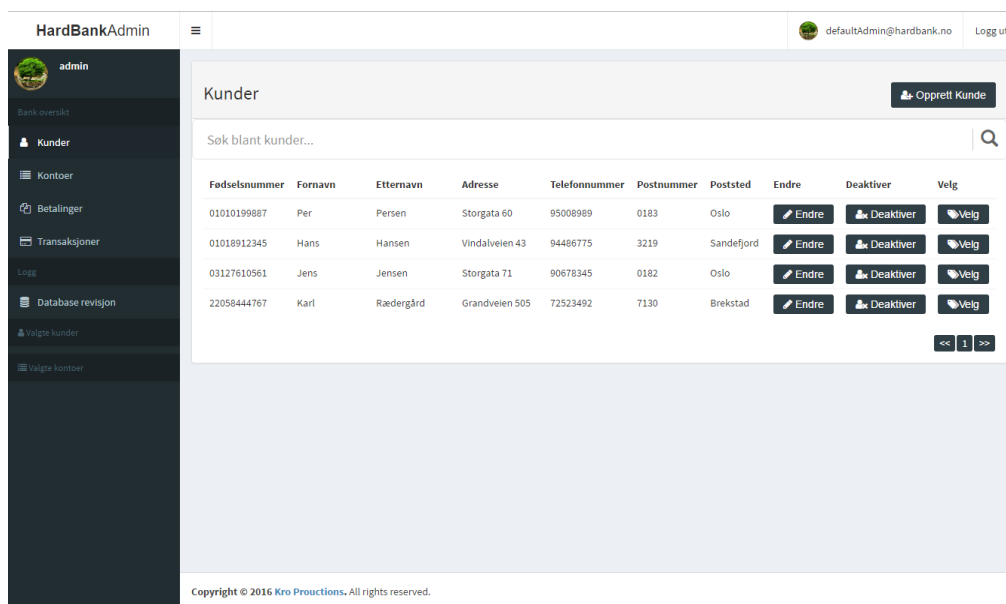 HardBankAdmin
defaultAdmin@hardbank.no Logg ut
admin
Bank oversikt
Kunder
Kontoer
Betalinger
Transaksjoner
Logg
Database revisjon
Valgte kunder
Valgte kontoer
Kunder
Opprett Kunde
Søk blant kunder...
Fødselsnummer Fornavn Etternavn Adresse Telefonnummer Postnummer Poststed Endre Deaktiver Velg
01010199887 Per Persen Storgata 60 95008989 0183 Oslo Endre Deaktiver Velg
01018912345 Hans Hansen Vindalveien 43 94486775 3219 Sandefjord Endre Deaktiver Velg
03127610561 Jens Jensen Storgata 71 90678345 0182 Oslo Endre Deaktiver Velg
22058444767 Karl Rædergård Grandveien 505 72523492 7130 Brekstad Endre Deaktiver Velg
<< 1 >>
Copyright © 2016 Kro Prouctions. All rights reserved.